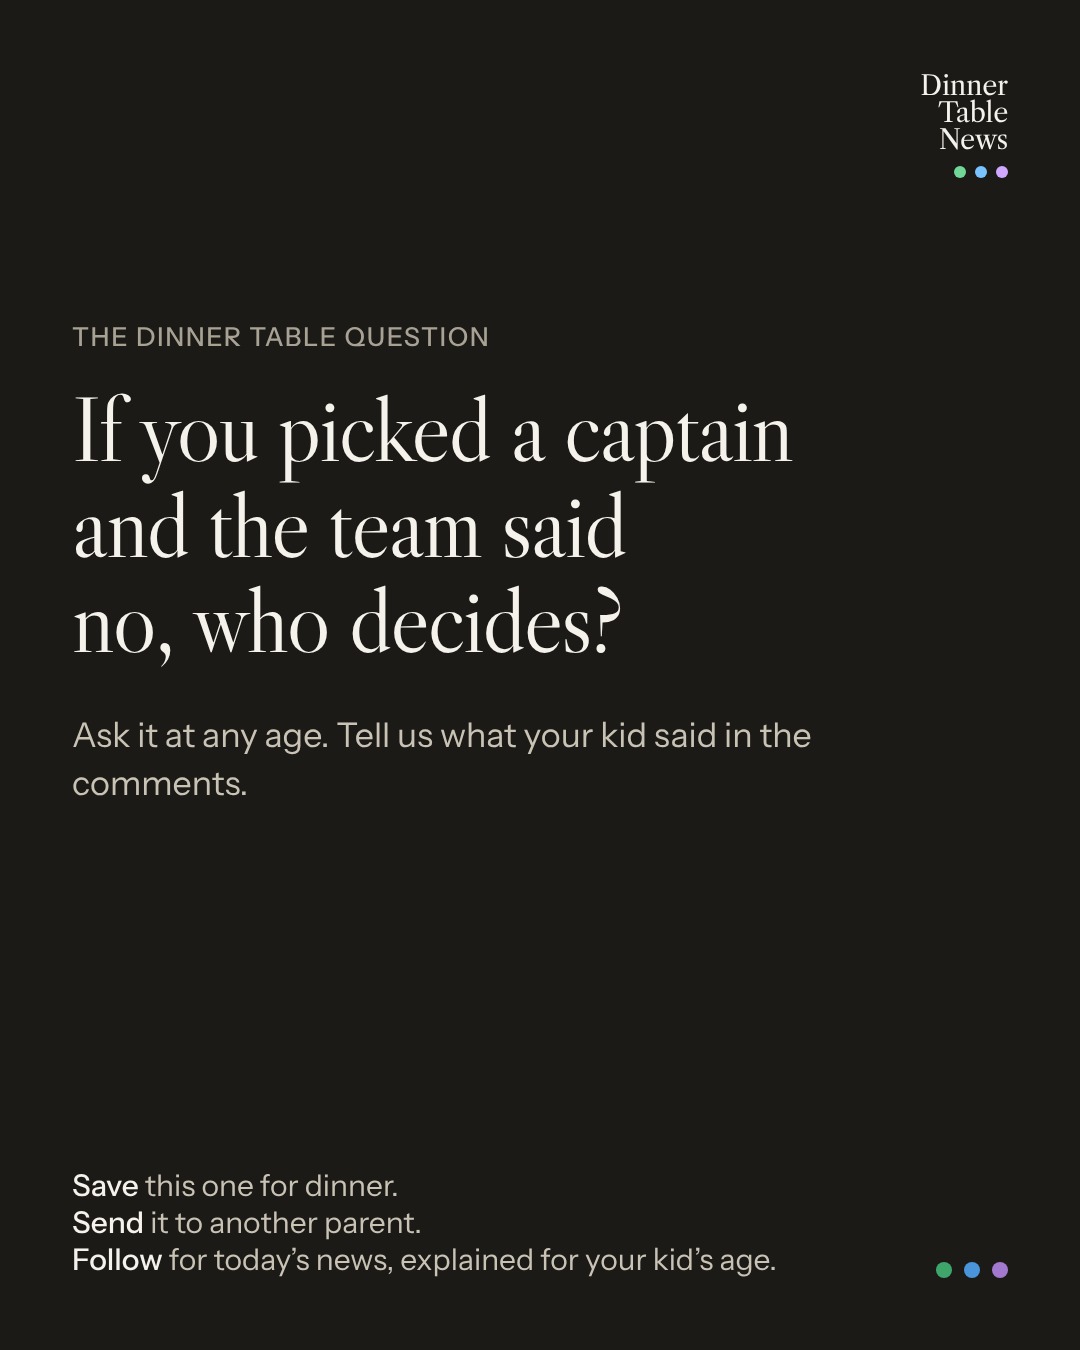 Dinner
Table
News
THE DINNER TABLE QUESTION
If you picked a captain
and the team said
no, who decides?
Ask it at any age. Tell us what your kid said in the
comments.
Save this one for dinner.
Send it to another parent.
Follow for today’s news, explained for your kid’s age.